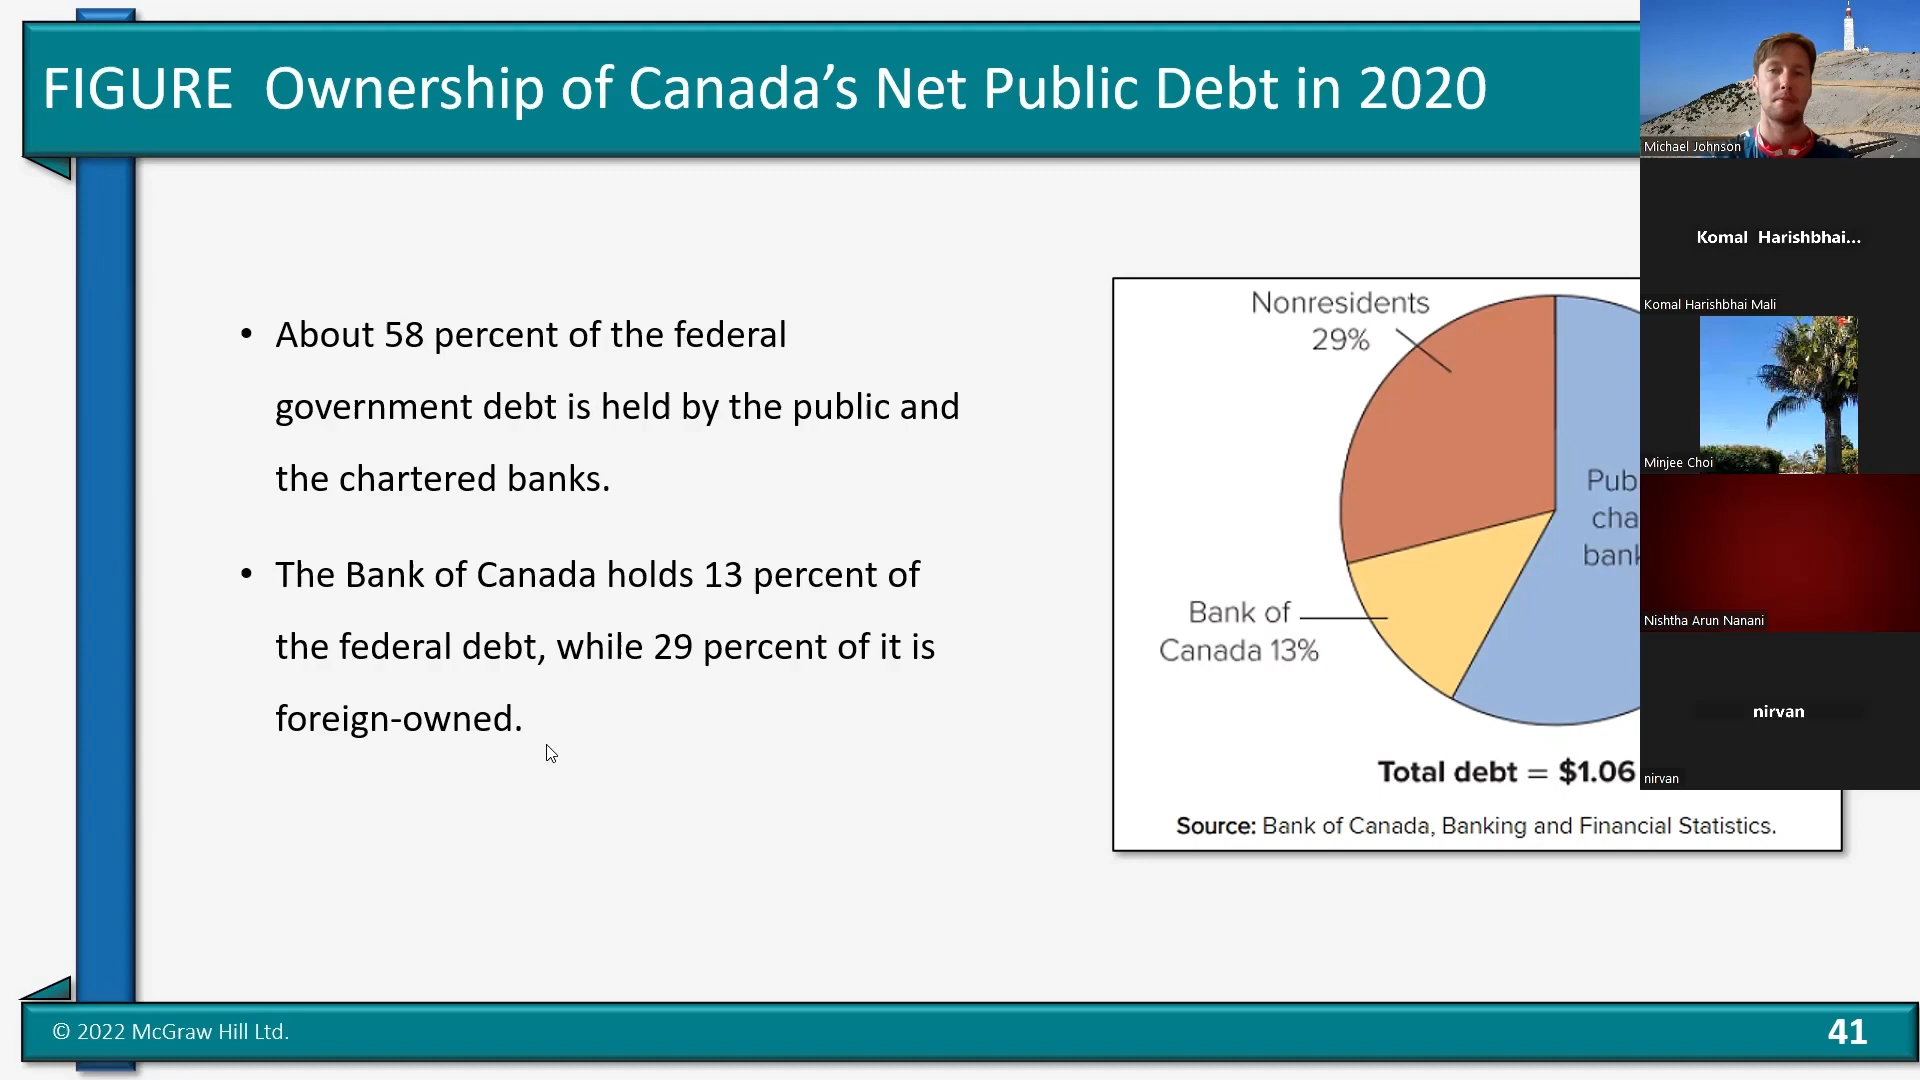 FIGURE  Ownership of Canada’s Net Public Debt in 2020
• About 58 percent of the federal
government debt is held by the public and
the chartered banks.
• The Bank of Canada holds 13 percent of
the federal debt, while 29 percent of it is
foreign-owned.
Nonresidents
29%
Bank of
Canada 13%
Total debt = $1.06
Source: Bank of Canada, Banking and Financial Statistics.
Michael Johnson
Komal Harishbhai...
Komal Harishbhai Mali
Minjee Choi
Nishtha Arun Nanani
nirvan
nirvan
© 2022 McGraw Hill Ltd.
41